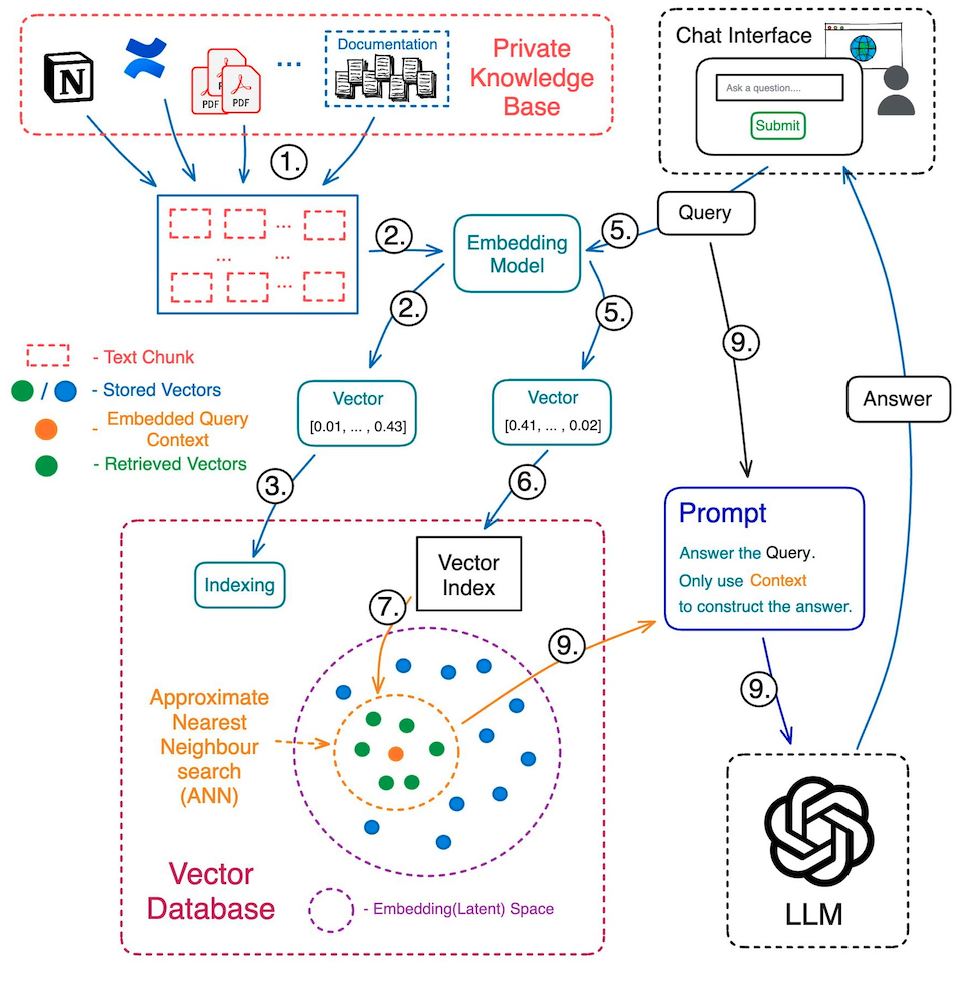 Private
Knowledge
Base
N
PDF
PDF
...
Documentation
Chat Interface
Ask a question....
Submit
1.
...
...
...
...
2.
Embedding
Model
5.
Query
2.
5.
9.
- Text Chunk
/ - Stored Vectors
- Embedded Query
Context
- Retrieved Vectors
Vector
[0.01, ... , 0.43]
Vector
[0.41, ... , 0.02]
Answer
3.
6.
Indexing
Vector
Index
Prompt
Answer the Query.
Only use Context
to construct the answer.
7.
9.
9.
Approximate
Nearest
Neighbour
search
(ANN)
Vector
Database
- Embedding(Latent) Space
LLM